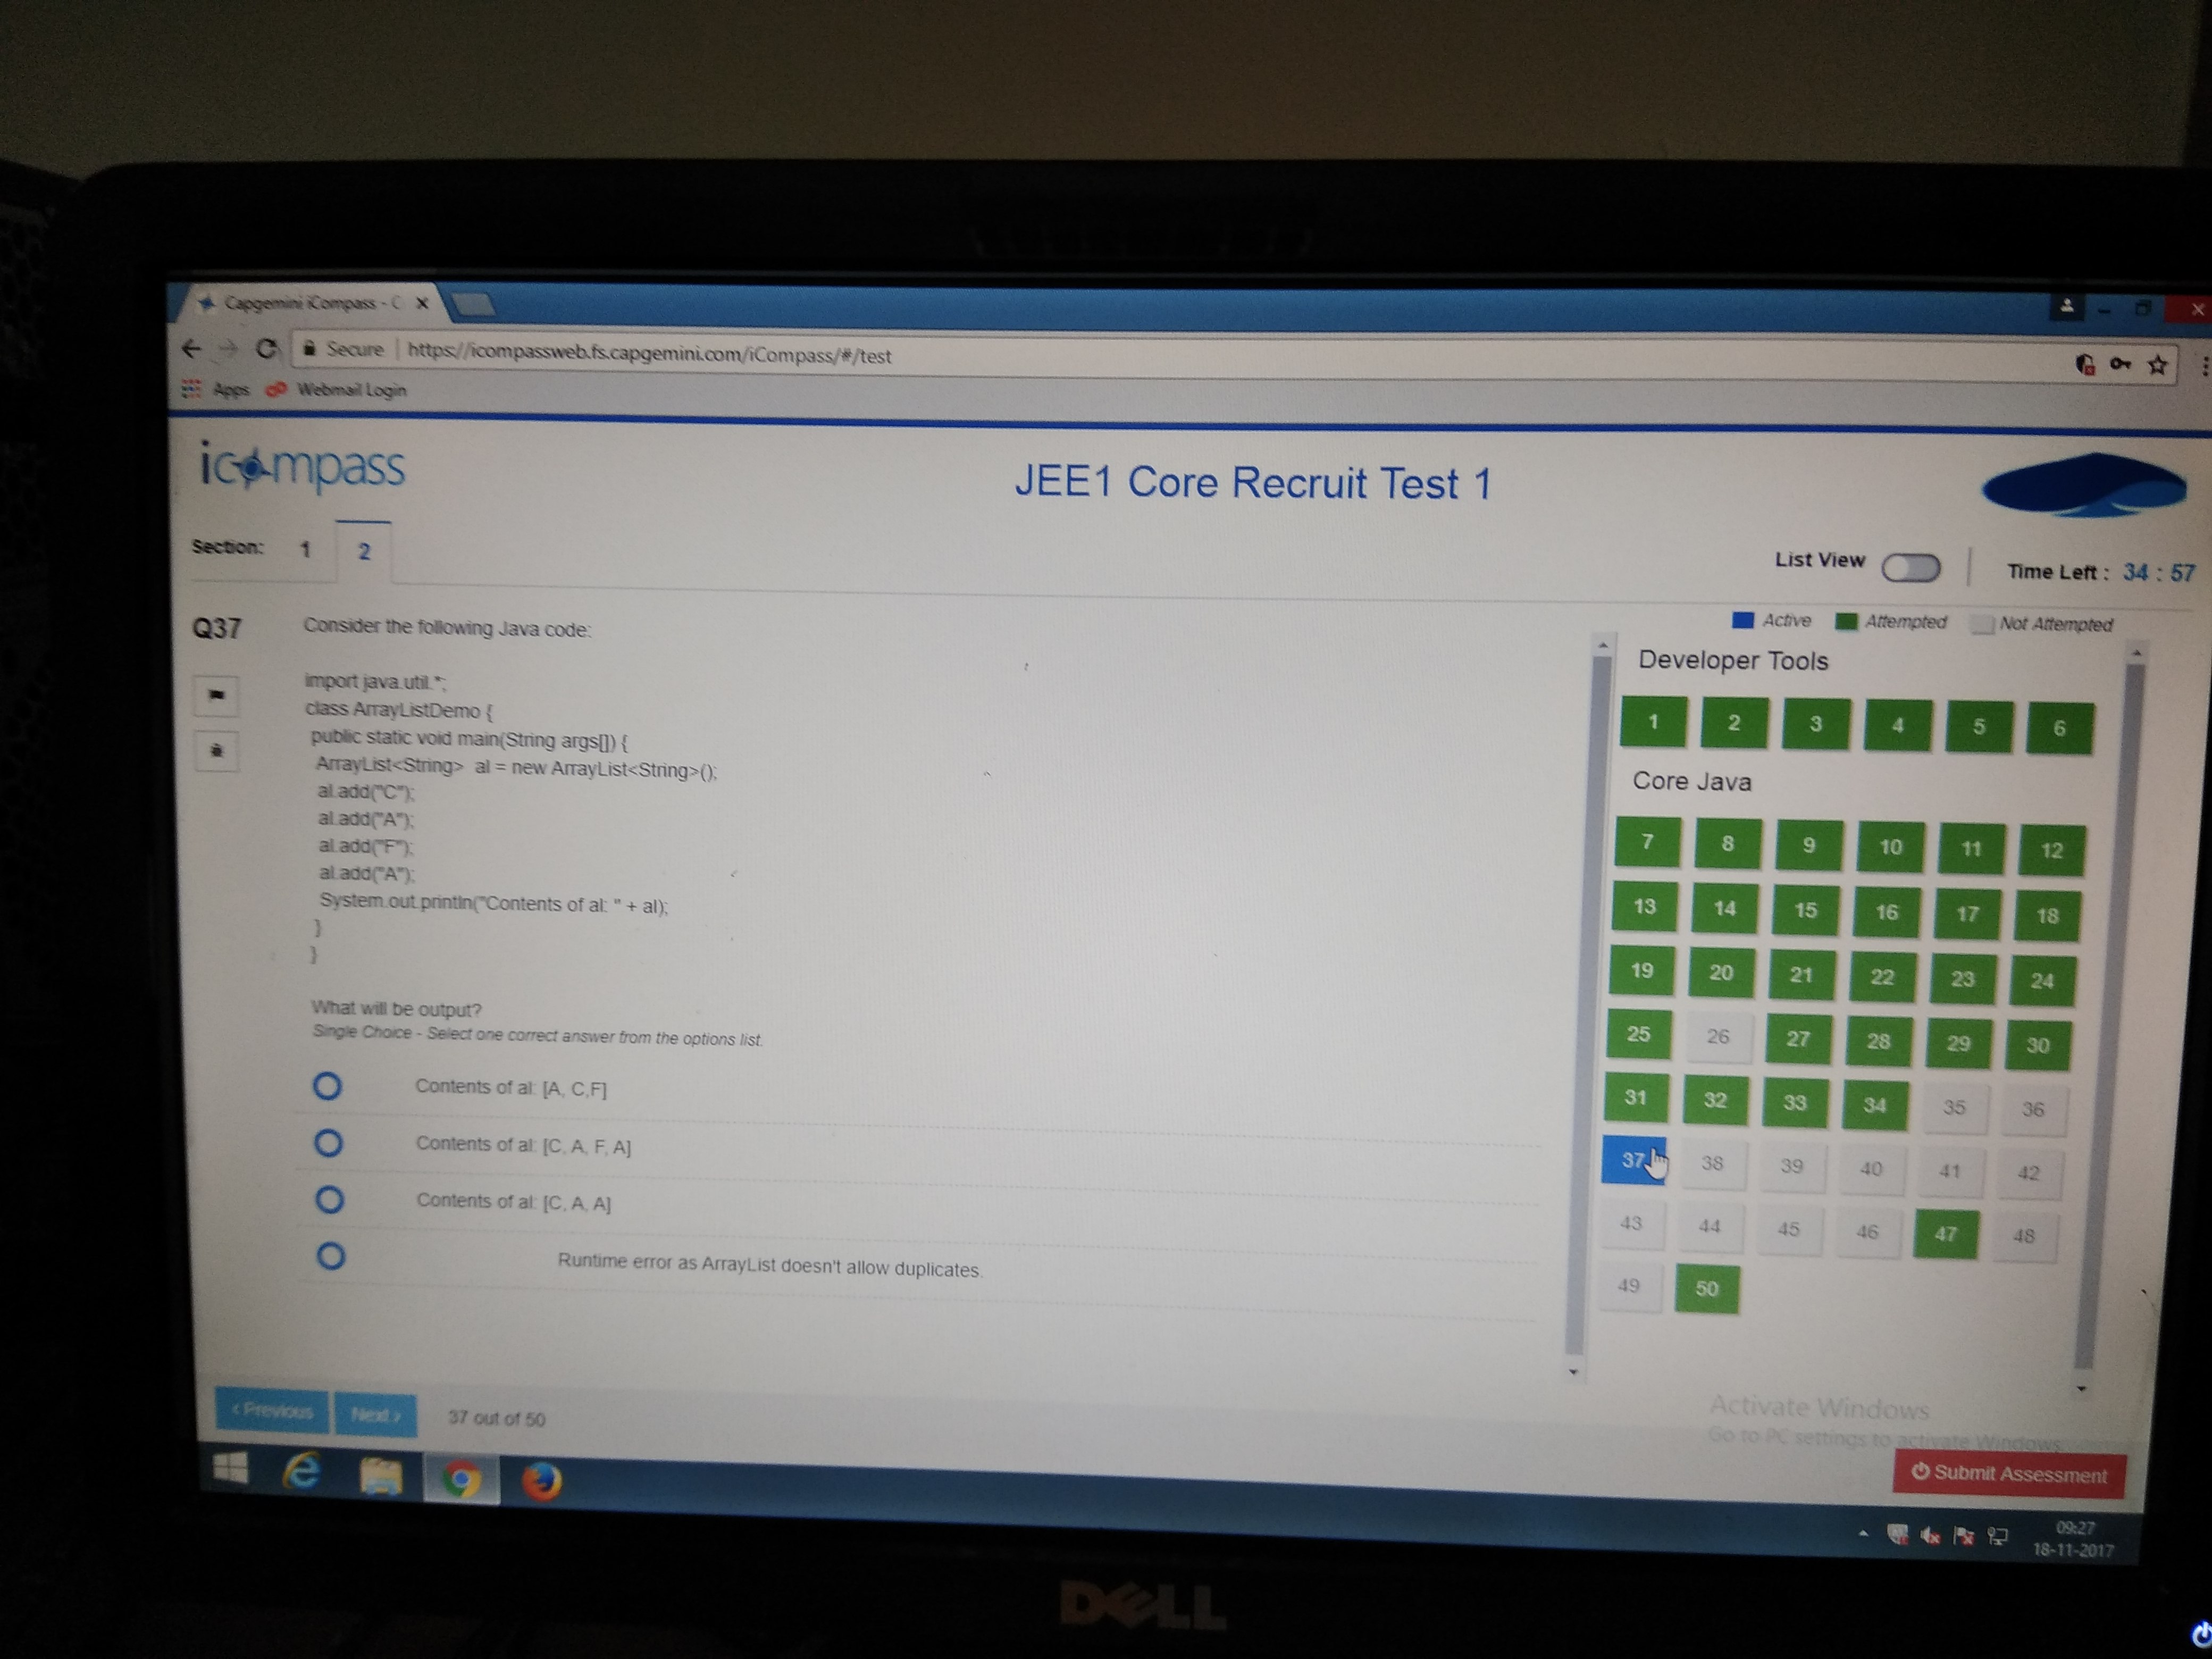 Capgemini iCompass - C
Secure https://icompassweb.fs.capgemini.com/iCompass/#/test
Apps Webmail Login
icompass
JEE1 Core Recruit Test 1
Section: 1 2
List View
Time Left : 34 : 57
Active Attempted Not Attempted
Q37 Consider the following Java code:
import java.util.*;
class ArrayListDemo {
public static void main(String args[]) {
ArrayList<String> al = new ArrayList<String>();
al.add("C");
al.add("A");
al.add("F");
al.add("A");
System.out.println("Contents of al: " + al);
}
}
What will be output?
Single Choice - Select one correct answer from the options list.
Contents of al: [A, C,F]
Contents of al: [C, A, F, A]
Contents of al: [C, A, A]
Runtime error as ArrayList doesn't allow duplicates.
Developer Tools
1 2 3 4 5 6
Core Java
7 8 9 10 11 12
13 14 15 16 17 18
19 20 21 22 23 24
25 26 27 28 29 30
31 32 33 34 35 36
37 38 39 40 41 42
43 44 45 46 47 48
49 50
< Previous Next > 37 out of 50
Activate Windows
Go to PC settings to activate Windows.
Submit Assessment
09:27
18-11-2017
DELL